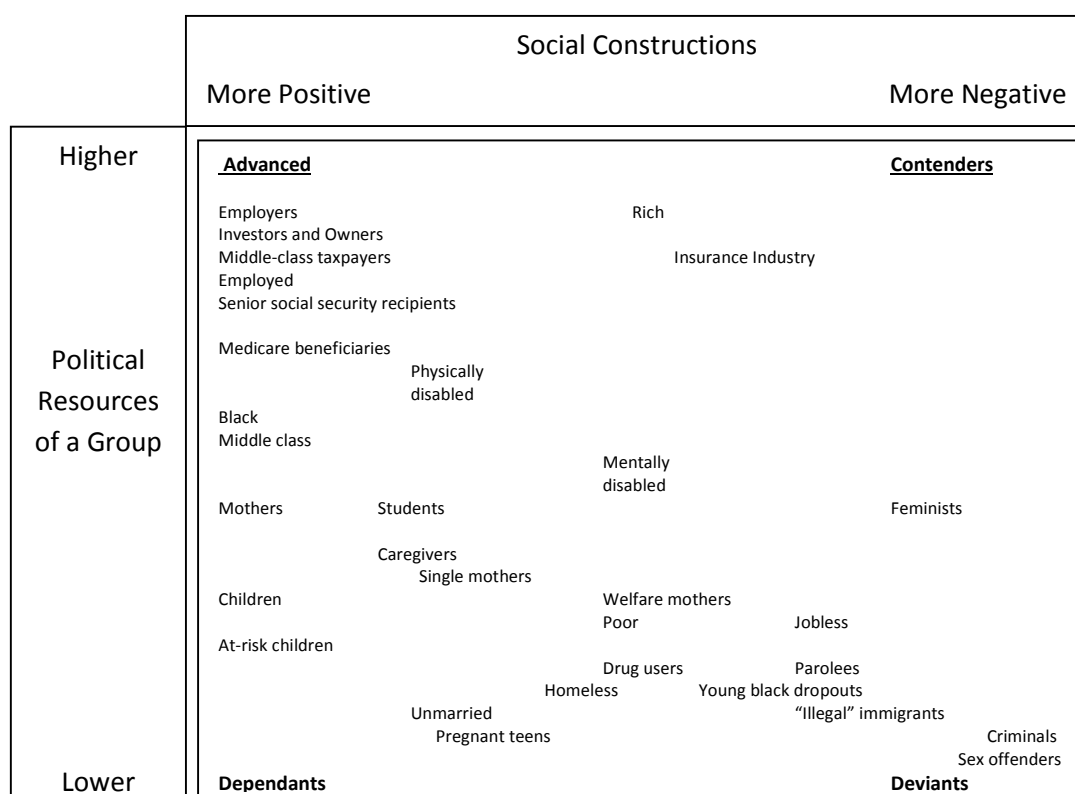 Social Constructions
More Positive More Negative
Higher
Advanced Contenders
Employers Rich
Investors and Owners
Middle-class taxpayers Insurance Industry
Employed
Senior social security recipients
Medicare beneficiaries
Political
Resources
of a Group
Physically
disabled
Black
Middle class
Mentally
disabled
Mothers Students Feminists
Caregivers
Single mothers
Children Welfare mothers
Poor Jobless
At-risk children
Drug users Parolees
Homeless Young black dropouts
Unmarried "Illegal" immigrants
Pregnant teens Criminals
Sex offenders
Lower
Dependants Deviants